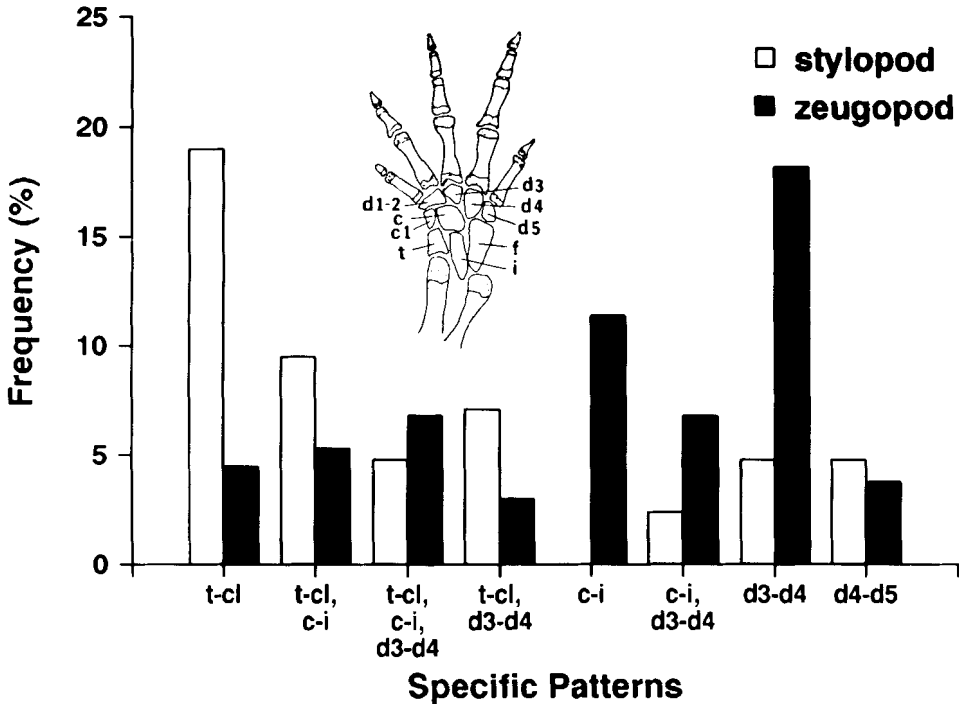 25
20
15
10
5
0
Frequency (%)
stylopod
zeugopod
d1-2
c
c1
t
d3
d4
d5
f
i
t-cl
t-cl,
c-i
t-cl,
c-i,
d3-d4
t-cl,
d3-d4
c-i
c-i,
d3-d4
d3-d4
d4-d5
Specific Patterns